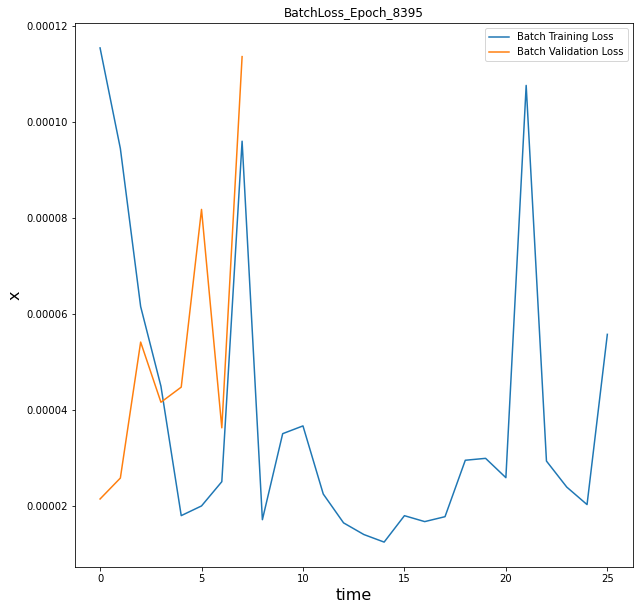 BatchLoss_Epoch_8395
Batch Training Loss
Batch Validation Loss
0.00012
0.00010
0.00008
0.00006
0.00004
0.00002
x
0 5 10 15 20 25
time